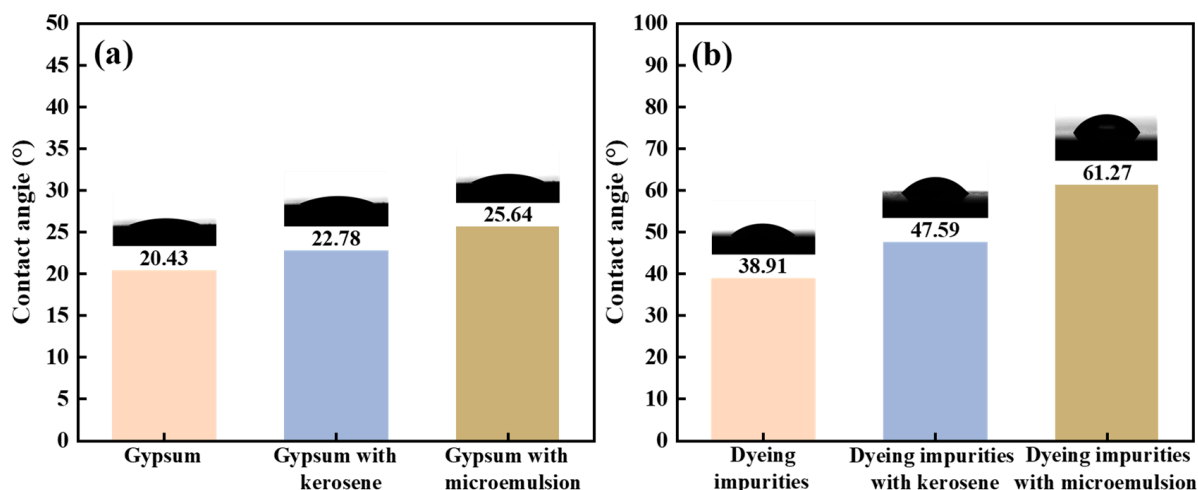 (a)
Contact angle (°)
50
45
40
35
30
25
20
15
10
5
0
20.43
22.78
25.64
Gypsum
Gypsum with
kerosene
Gypsum with
microemulsion
(b)
Contact angle (°)
100
90
80
70
60
50
40
30
20
10
0
38.91
47.59
61.27
Dyeing
impurities
Dyeing impurities
with kerosene
Dyeing impurities
with microemulsion